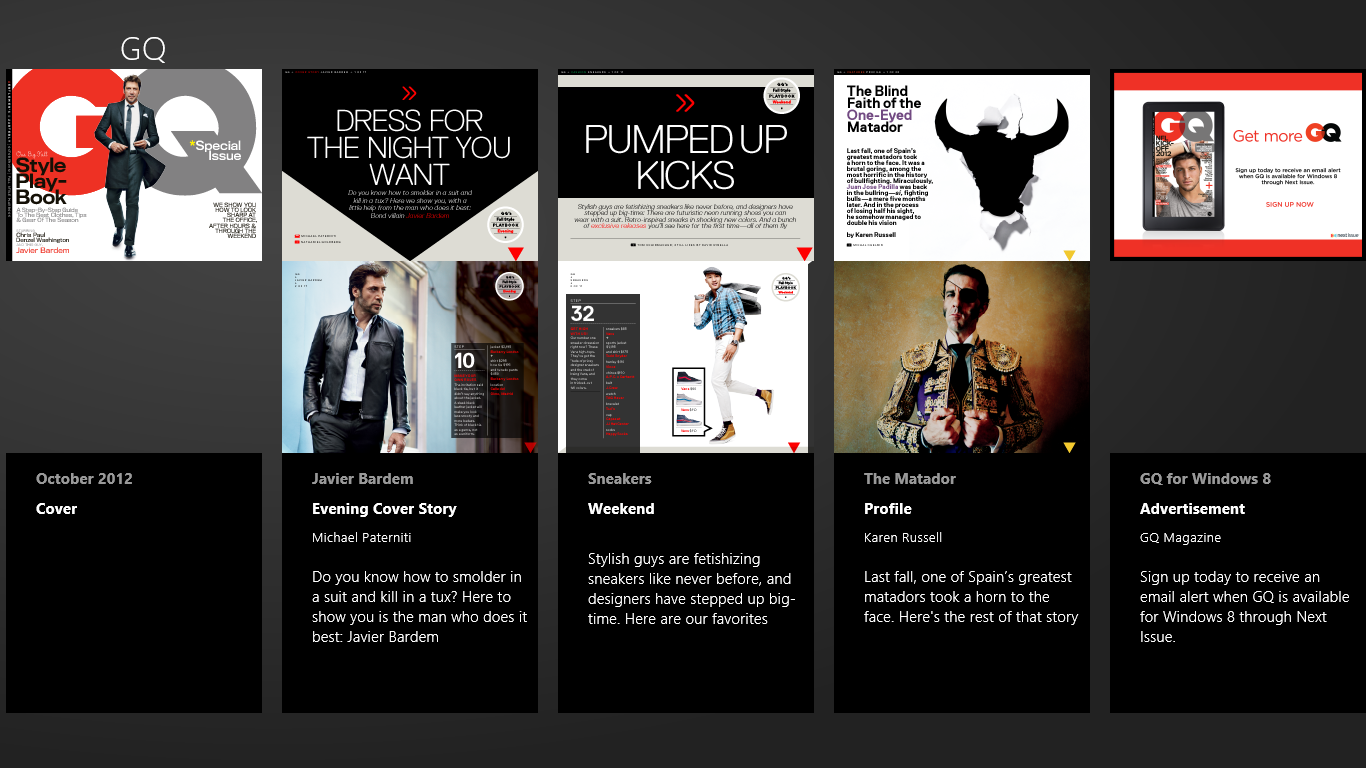 GQ
GQ
*Special
Issue
Style
Play-
Book
A Step-By-Step Guide
To The Best Clothes, Tips
& Gear Of The Season
Chris Paul
Denzel Washington
Javier Bardem
WE SHOW YOU
HOW TO LOOK
SHARP AT
THE OFFICE,
AFTER HOURS &
THROUGH THE
WEEKEND
DRESS FOR
THE NIGHT YOU
WANT
Do you know how to smolder in a suit and
kill in a tux? Here we show you, with a
little help from the man who does it best:
Bond villain Javier Bardem
GQ's
Full Style
PLAYBOOK
Evening
STEP
10
PUMPED UP
KICKS
GQ's
Full Style
PLAYBOOK
Weekend
Stylish guys are fetishizing sneakers like never before, and designers have
stepped up big-time: There are futuristic neon running shoes you can
wear with a suit. Retro-inspired sneaks in shocking new colors. And a bunch
of exclusive releases you'll see here for the first time—all of them fly
STEP
32
The Blind
Faith of the
One-Eyed
Matador
Last fall, one of Spain's
greatest matadors took
a horn to the face. It was a
brutal goring, among the
most horrific in the history
of bullfighting. Miraculously,
Juan José Padilla was back
in the bullring—sí, fighting
bulls—a mere five months
later. And in the process
of losing half his sight,
he somehow managed to
double his vision
by Karen Russell
Get more GQ
Sign up today to receive an email alert
when GQ is available for Windows 8
through Next Issue.
SIGN UP NOW
next issue
October 2012
Cover
Javier Bardem
Evening Cover Story
Michael Paterniti
Do you know how to smolder in
a suit and kill in a tux? Here to
show you is the man who does it
best: Javier Bardem
Sneakers
Weekend
Stylish guys are fetishizing
sneakers like never before, and
designers have stepped up big-
time. Here are our favorites
The Matador
Profile
Karen Russell
Last fall, one of Spain's greatest
matadors took a horn to the
face. Here's the rest of that story
GQ for Windows 8
Advertisement
GQ Magazine
Sign up today to receive an
email alert when GQ is available
for Windows 8 through Next
Issue.